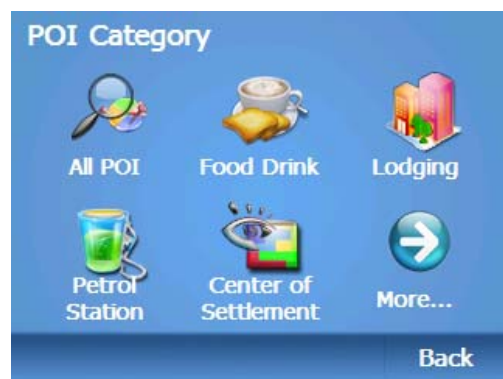 POI Category
All POI
Food Drink
Lodging
Petrol
Station
Center of
Settlement
More...
Back